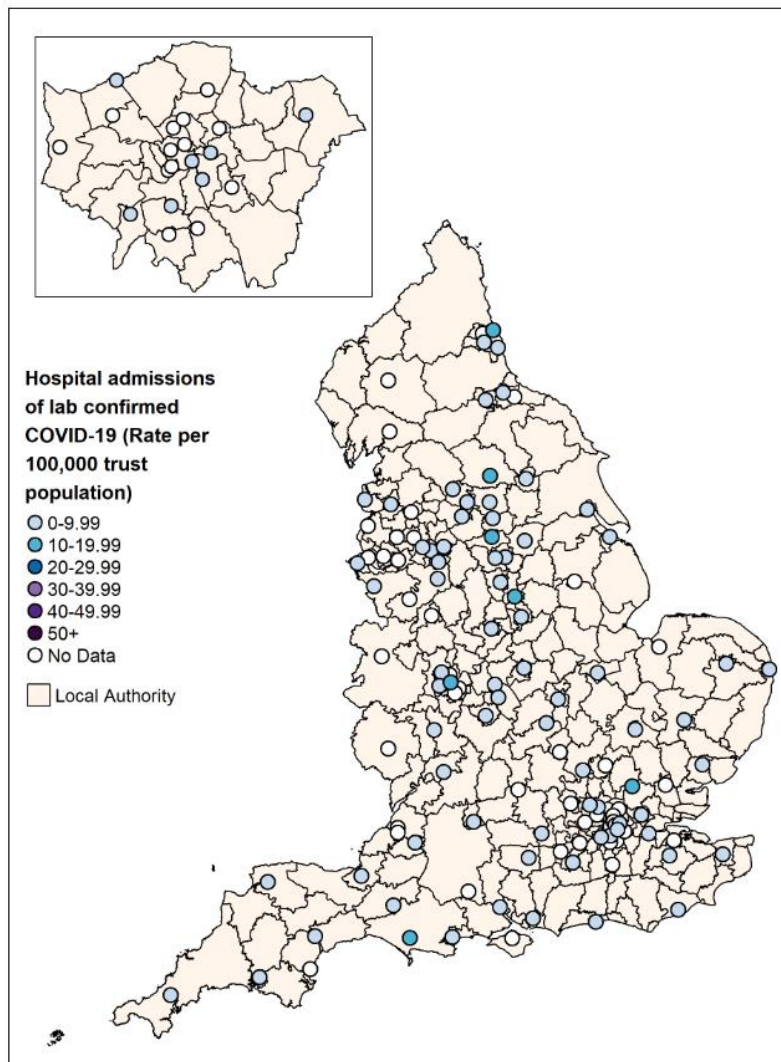 Hospital admissions
of lab confirmed
COVID-19 (Rate per
100,000 trust
population)
0-9.99
10-19.99
20-29.99
30-39.99
40-49.99
50+
No Data
Local Authority